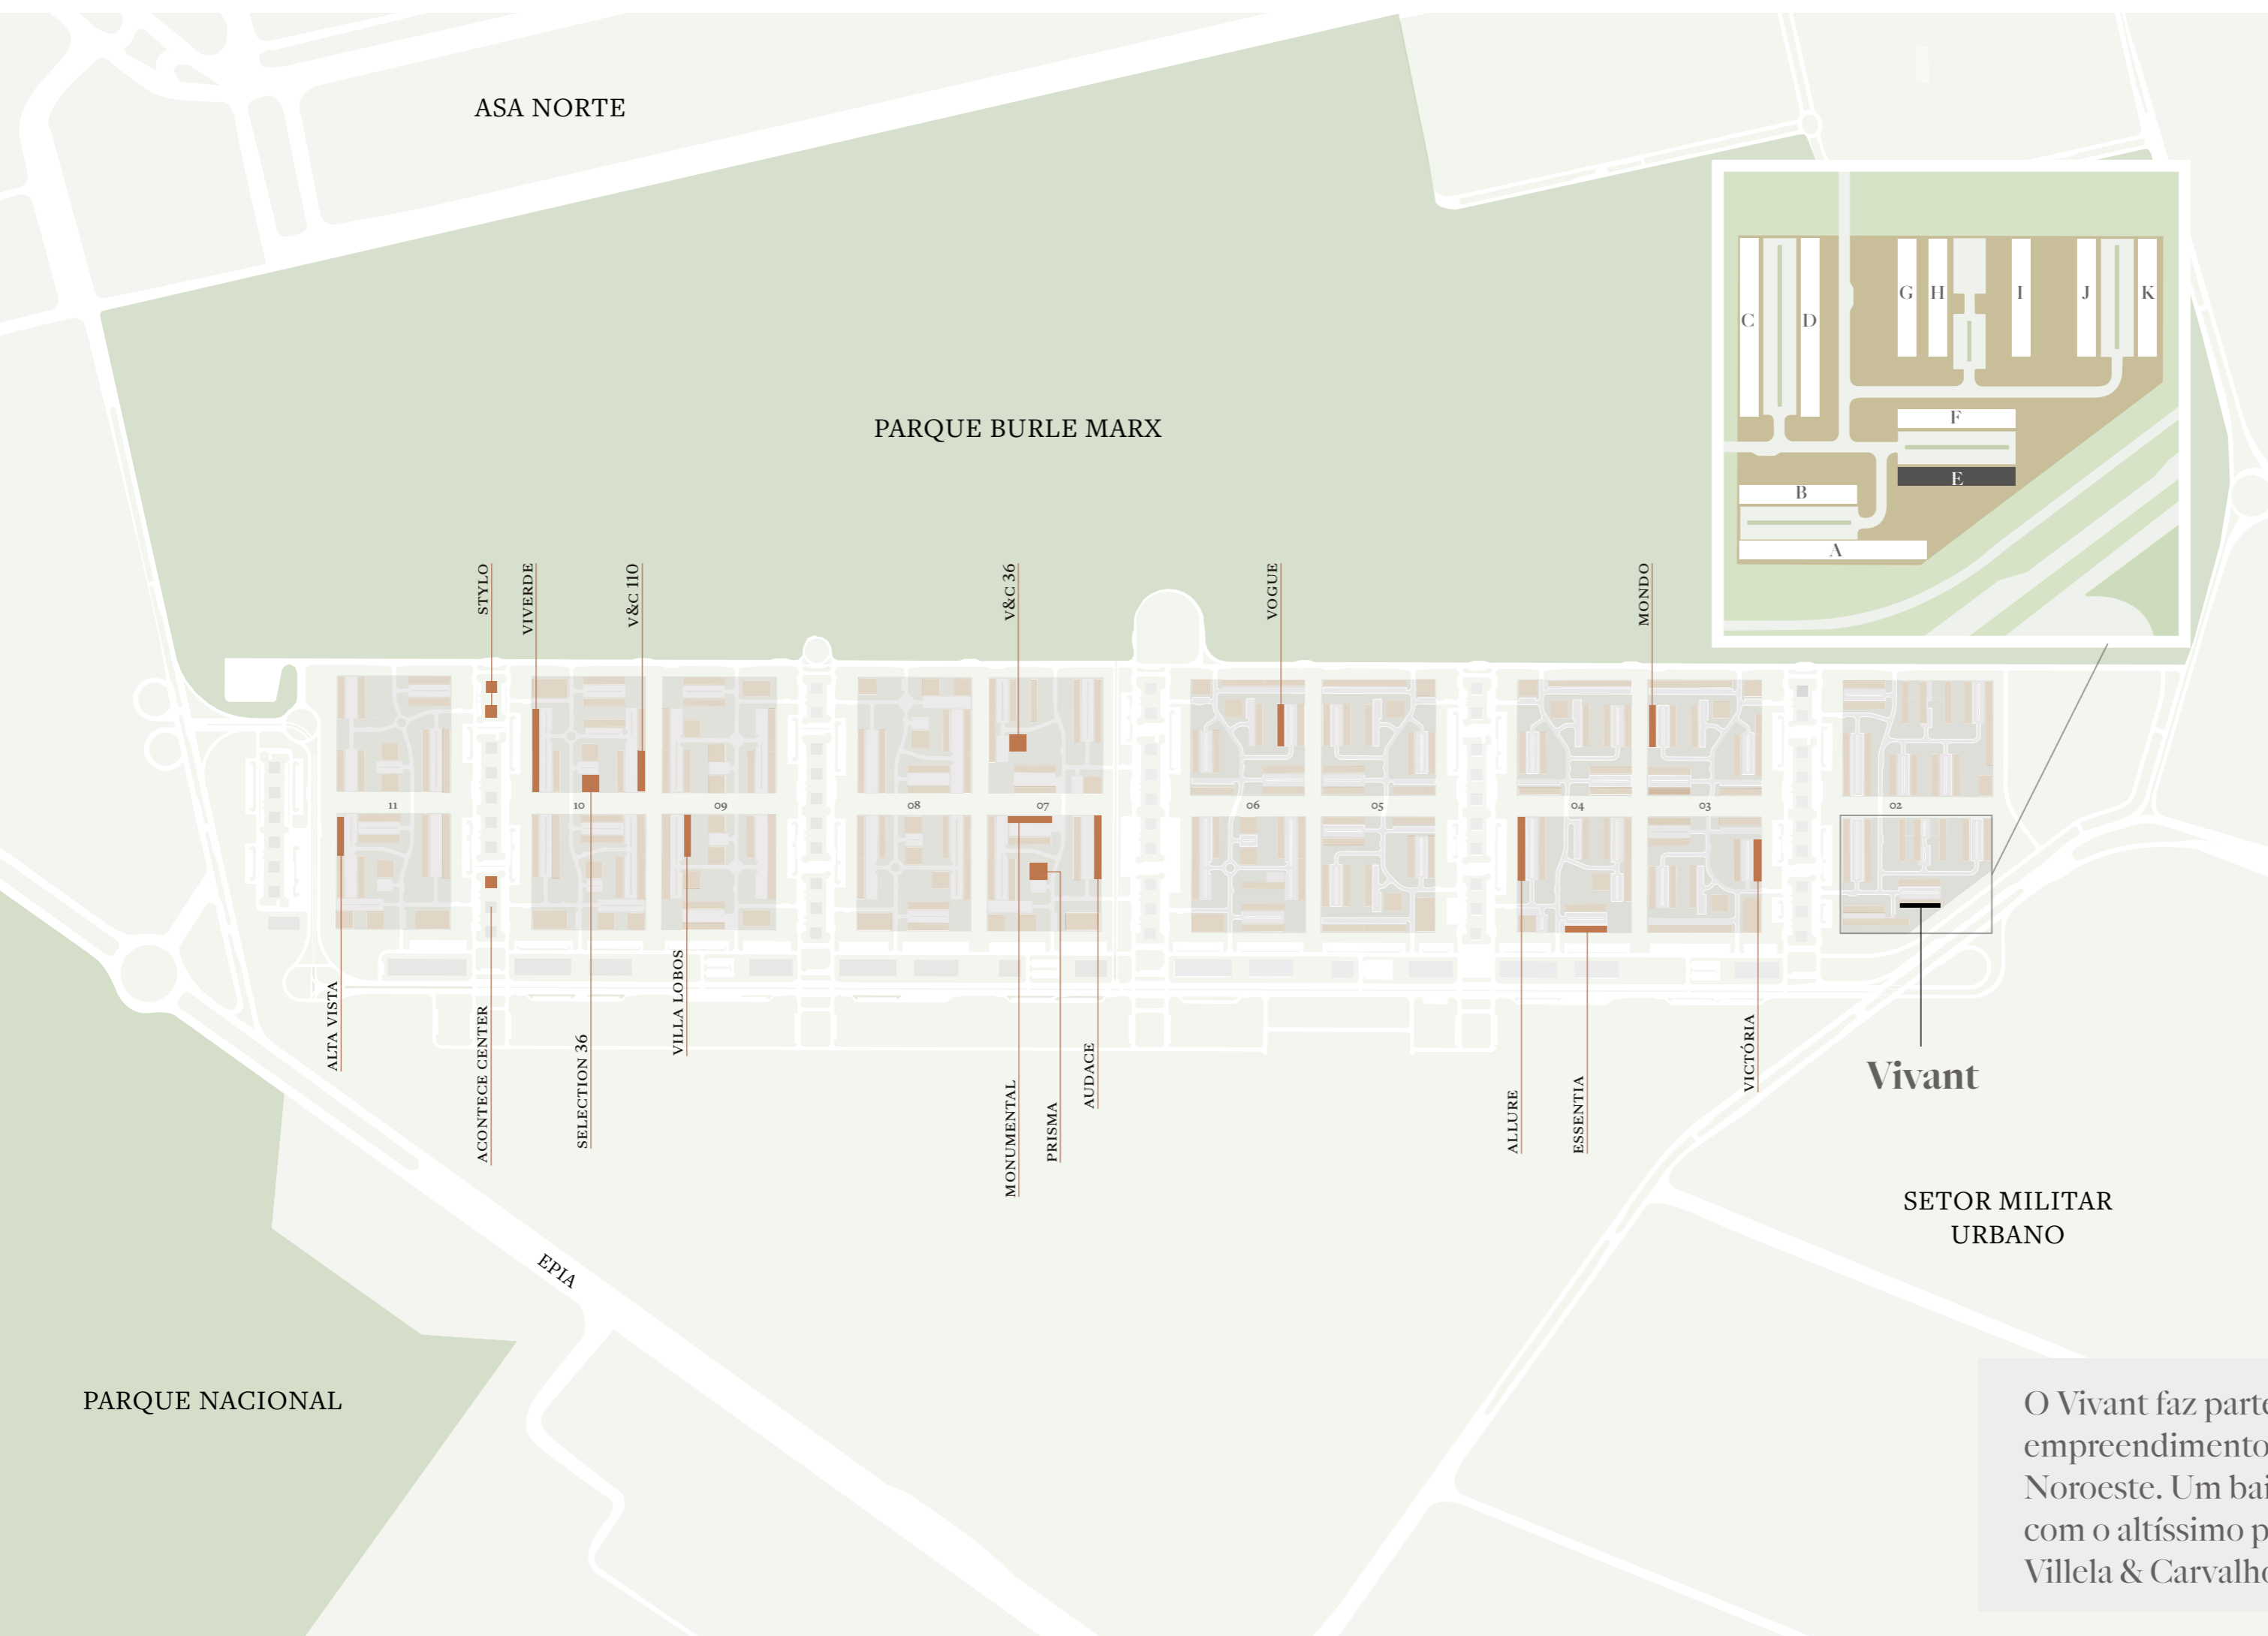 ASA NORTE
PARQUE BURLE MARX
C
D
G
H
I
J
K
F
E
B
A
STYLO
VIVERDE
V&C 110
V&C 36
VOGUE
MONDO
11
10
09
08
07
06
05
04
03
02
ALTA VISTA
ACONTECE CENTER
SELECTION 36
VILLA LOBOS
MONUMENTAL
PRISMA
AUDACE
ALLURE
ESSENTIA
VICTÓRIA
Vivant
SETOR MILITAR
URBANO
EPIA
PARQUE NACIONAL
O Vivant faz parte
empreendimento
Noroeste. Um bai
com o altíssimo p
Villela & Carvalho